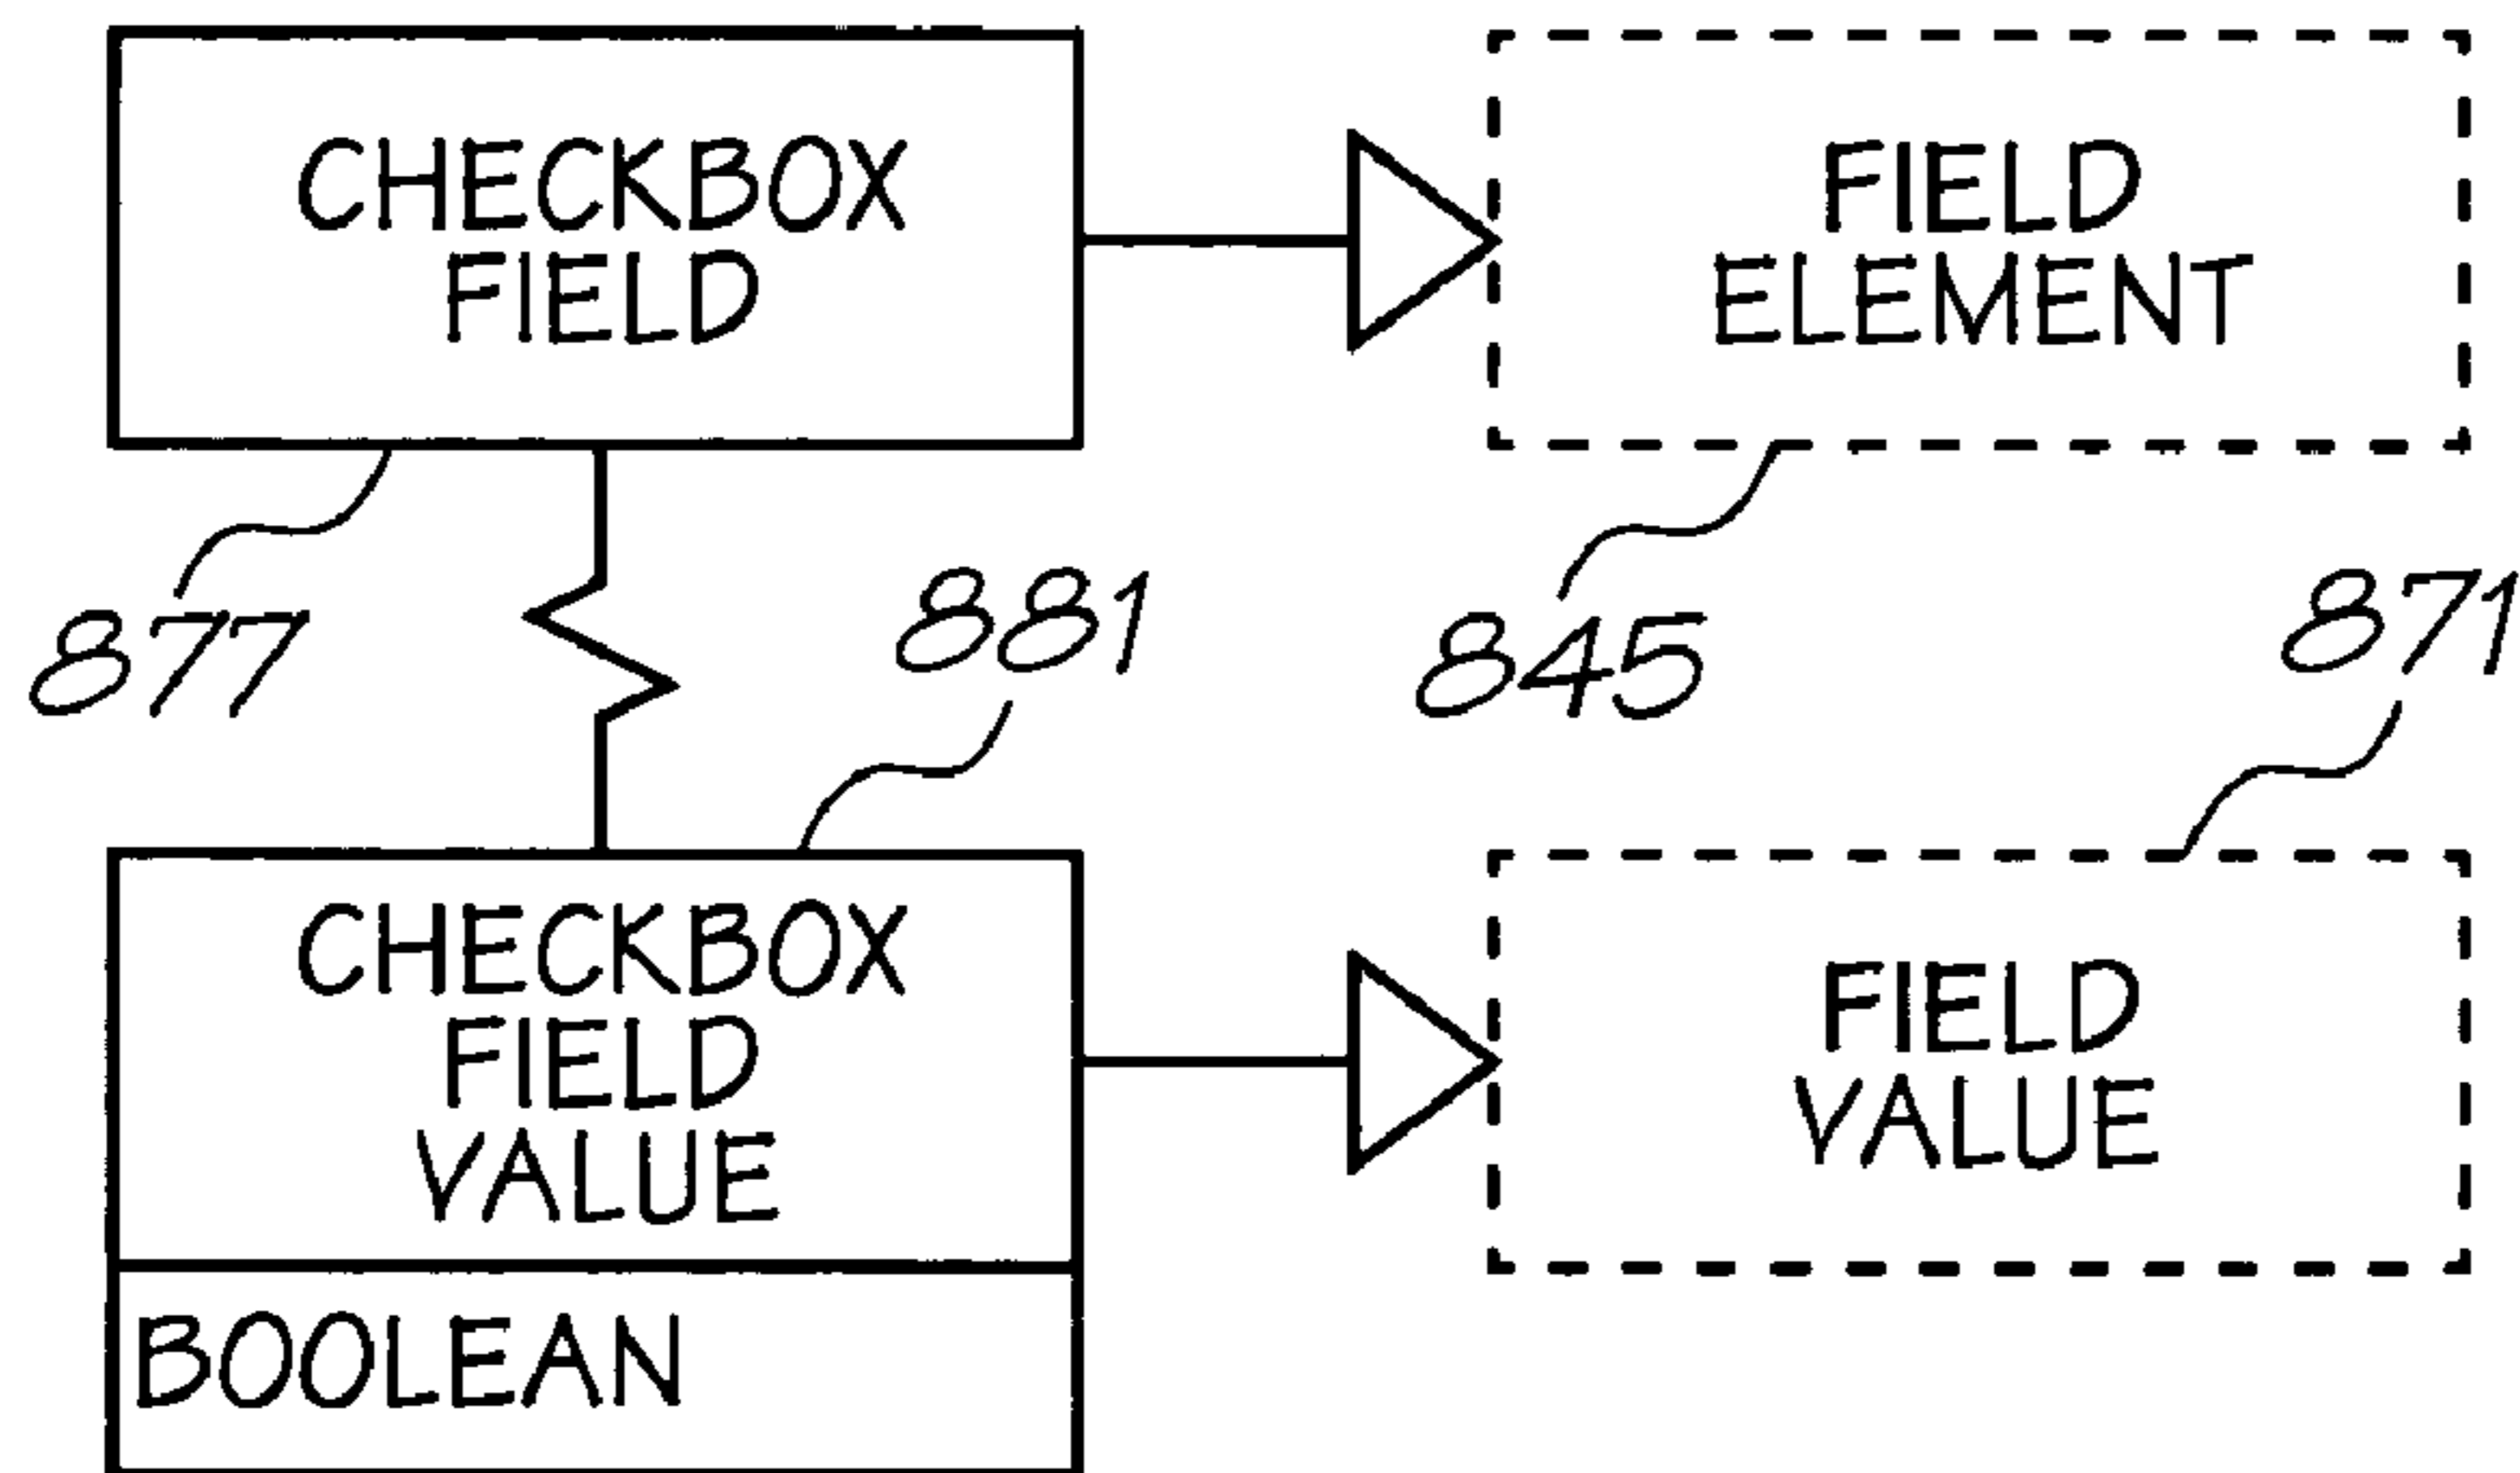 CHECKBOX
FIELD
FIELD
ELEMENT
877
881
845
871
CHECKBOX
FIELD
VALUE
FIELD
VALUE
BOOLEAN